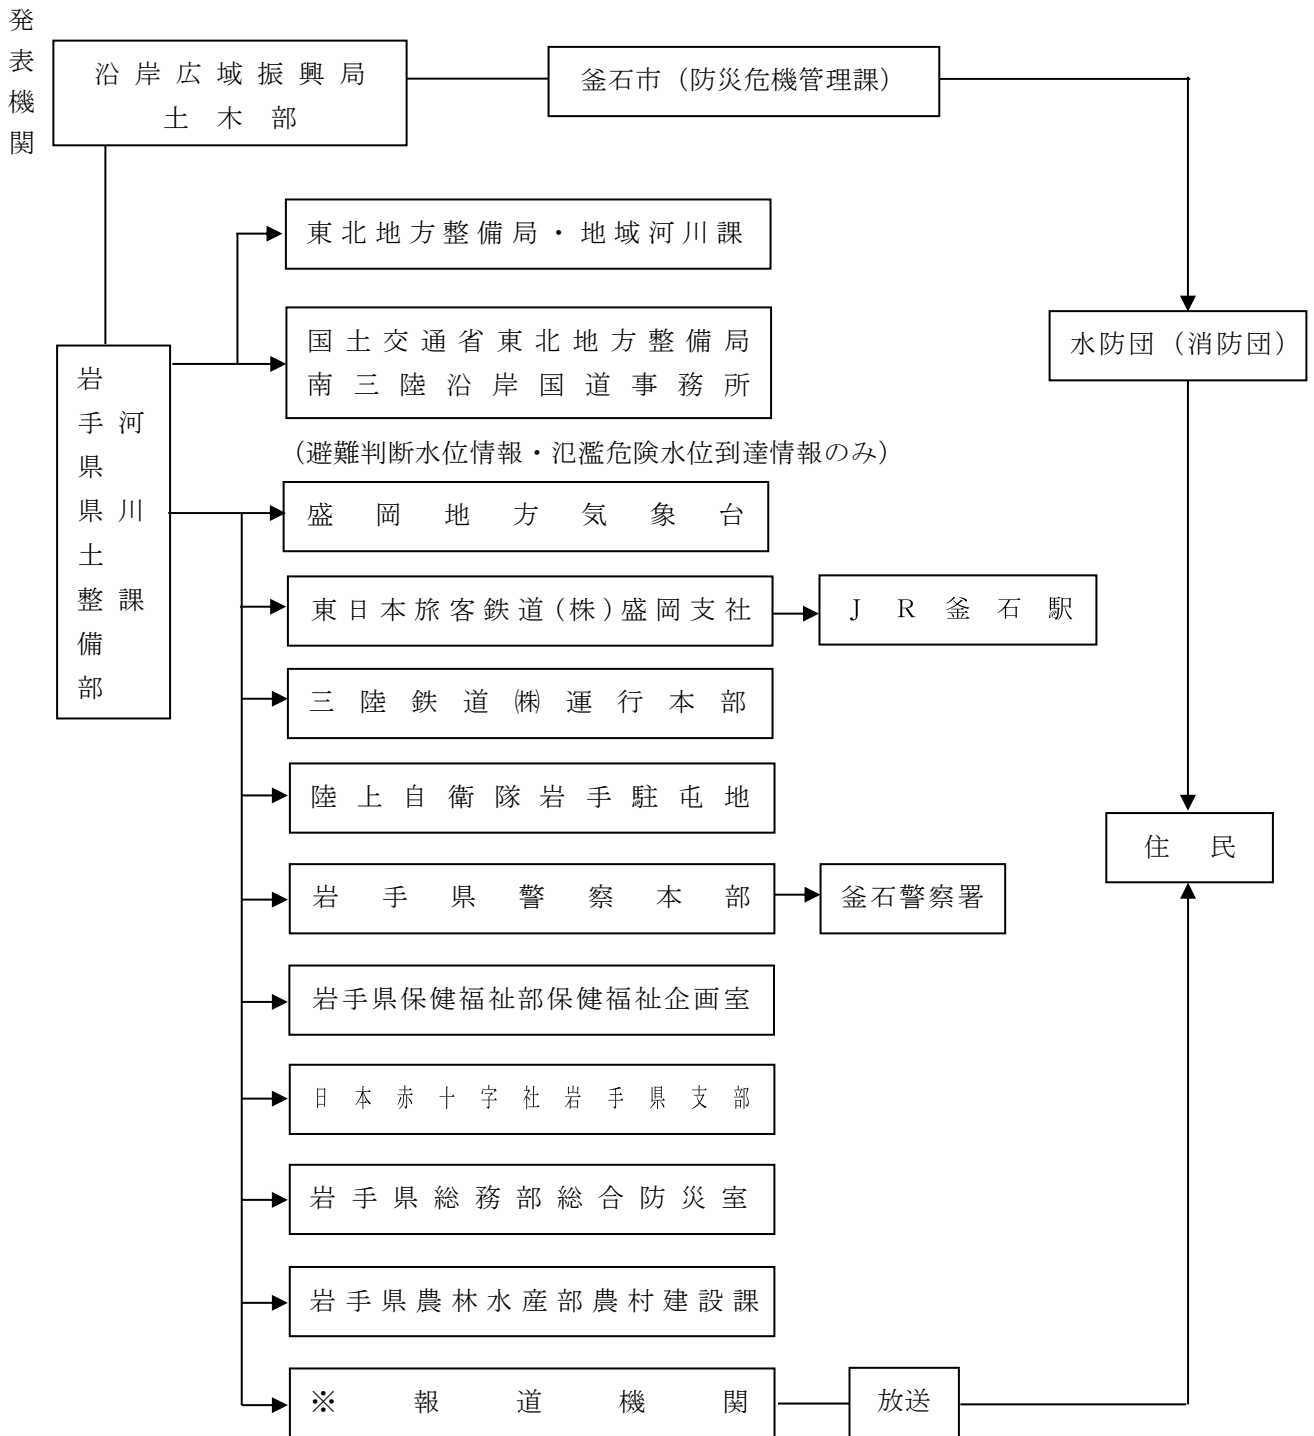 発表機関
沿岸広域振興局
土木部
釜石市（防災危機管理課）
東北地方整備局・地域河川課
国土交通省東北地方整備局
南三陸沿岸国道事務所
水防団（消防団）
岩手県県土整備部
河川課
（避難判断水位情報・氾濫危険水位到達情報のみ）
盛岡地方気象台
東日本旅客鉄道(株)盛岡支社
ＪＲ釜石駅
三陸鉄道㈱運行本部
陸上自衛隊岩手駐屯地
住民
岩手県警察本部
釜石警察署
岩手県保健福祉部保健福祉企画室
日本赤十字社岩手県支部
岩手県総務部総合防災室
岩手県農林水産部農村建設課
※報道機関
放送